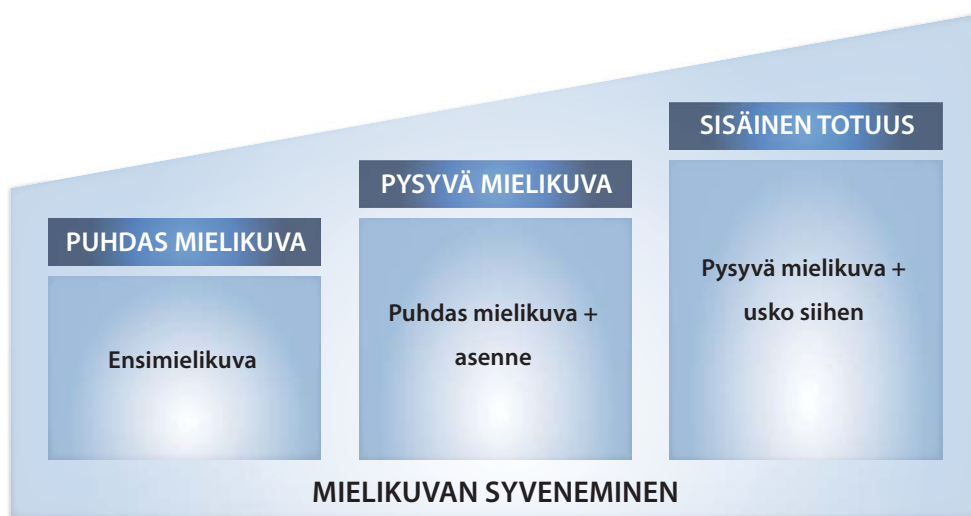 PUHDAS MIELIKUVA
Ensimielikuva
PYSYVÄ MIELIKUVA
Puhdas mielikuva +
asenne
SISÄINEN TOTUUS
Pysyvä mielikuva +
usko siihen
MIELIKUVAN SYVENEMINEN